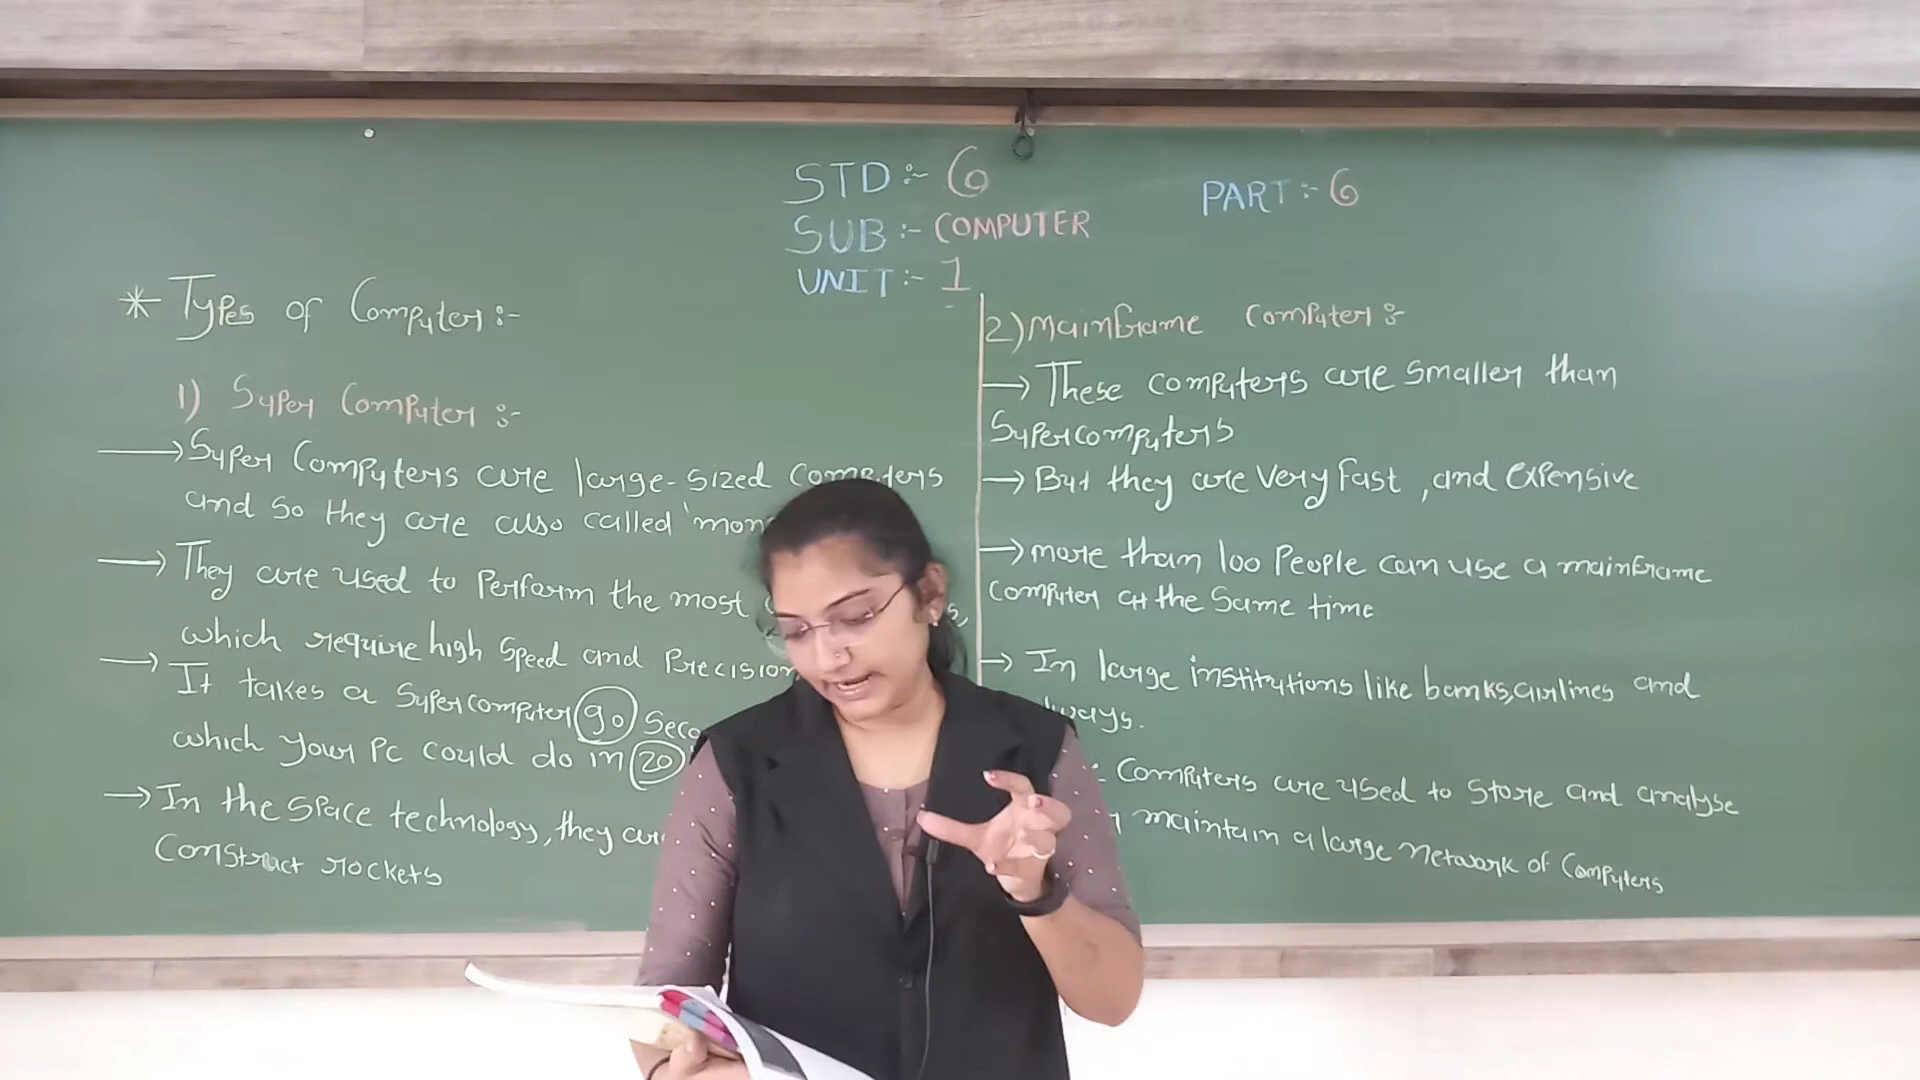 STD :- 6
SUB :- COMPUTER
UNIT :- 1
PART :- 6
* Types of Computer :-
1) Super Computer :-
→ Super Computers are large-sized Computers
and so they are also called
→ They are used to Perform the most
which require high Speed and Precision
→ It takes a Supercomputer 90
which your Pc could do in 20
→ In the Space technology, they are
Construct rockets
2) Mainframe Computer :-
→ These computers are smaller than
Supercomputers
→ But they are Very Fast, and Expensive
→ More than 100 People can use a mainframe
Computer at the Same time
→ In large institutions like banks, airlines and
Computers are used to Store and analyse
maintain a large Network of Computers